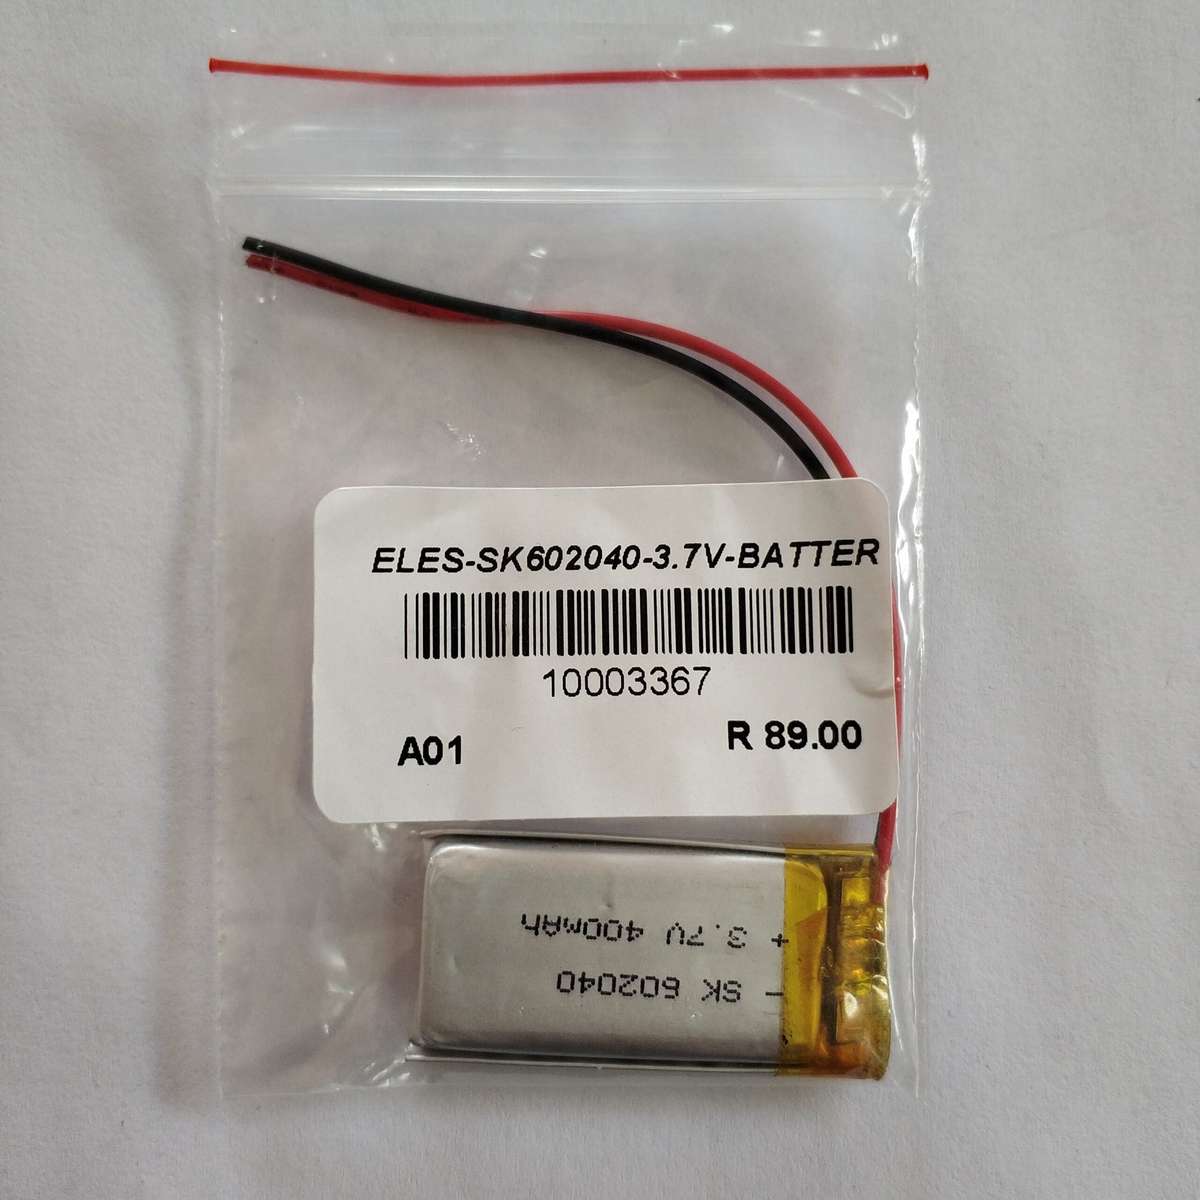 ELES-SK602040-3.7V-BATTER
10003367
A01
R 89.00
- SK 602040
+ 3.7V 400mAh